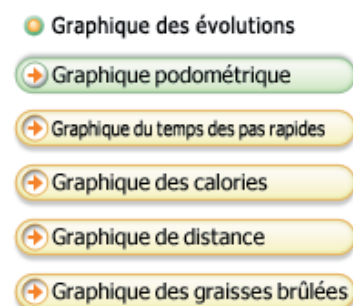 Graphique des évolutions
Graphique podométrique
Graphique du temps des pas rapides
Graphique des calories
Graphique de distance
Graphique des graisses brûlées